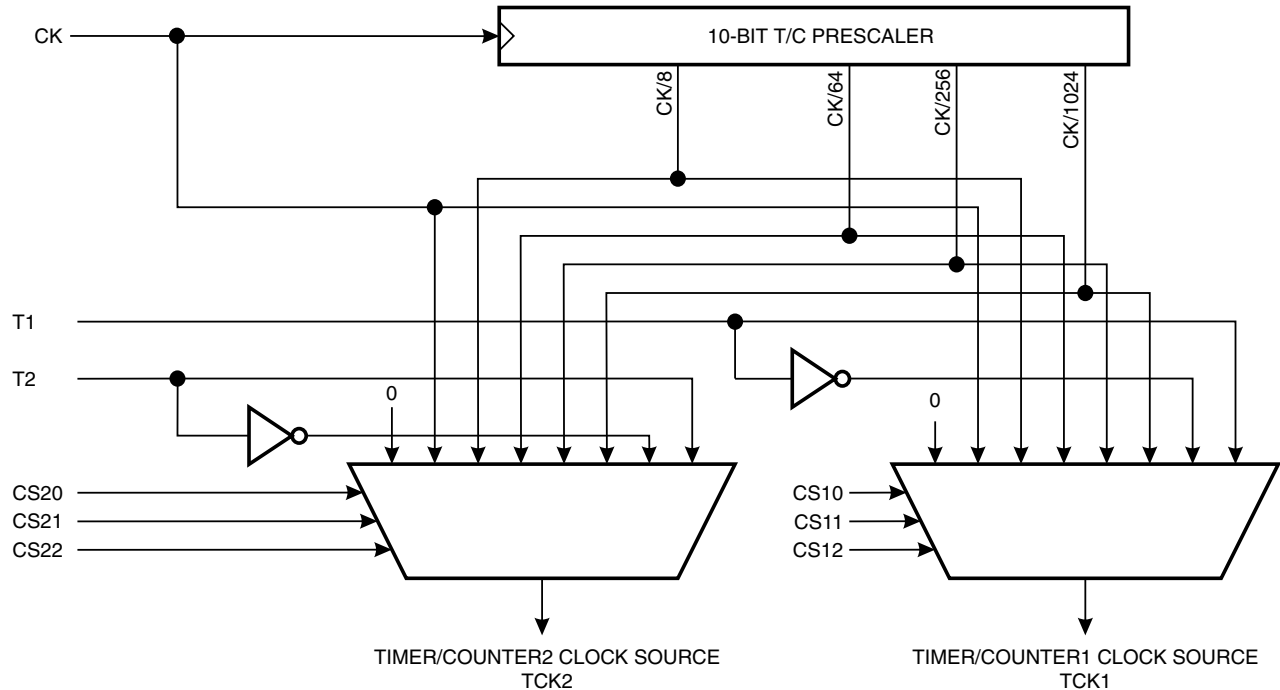 CK
10-BIT T/C PRESCALER
CK/8
CK/64
CK/256
CK/1024
T1
T2
0
0
CS20
CS21
CS22
CS10
CS11
CS12
TIMER/COUNTER2 CLOCK SOURCE
TCK2
TIMER/COUNTER1 CLOCK SOURCE
TCK1